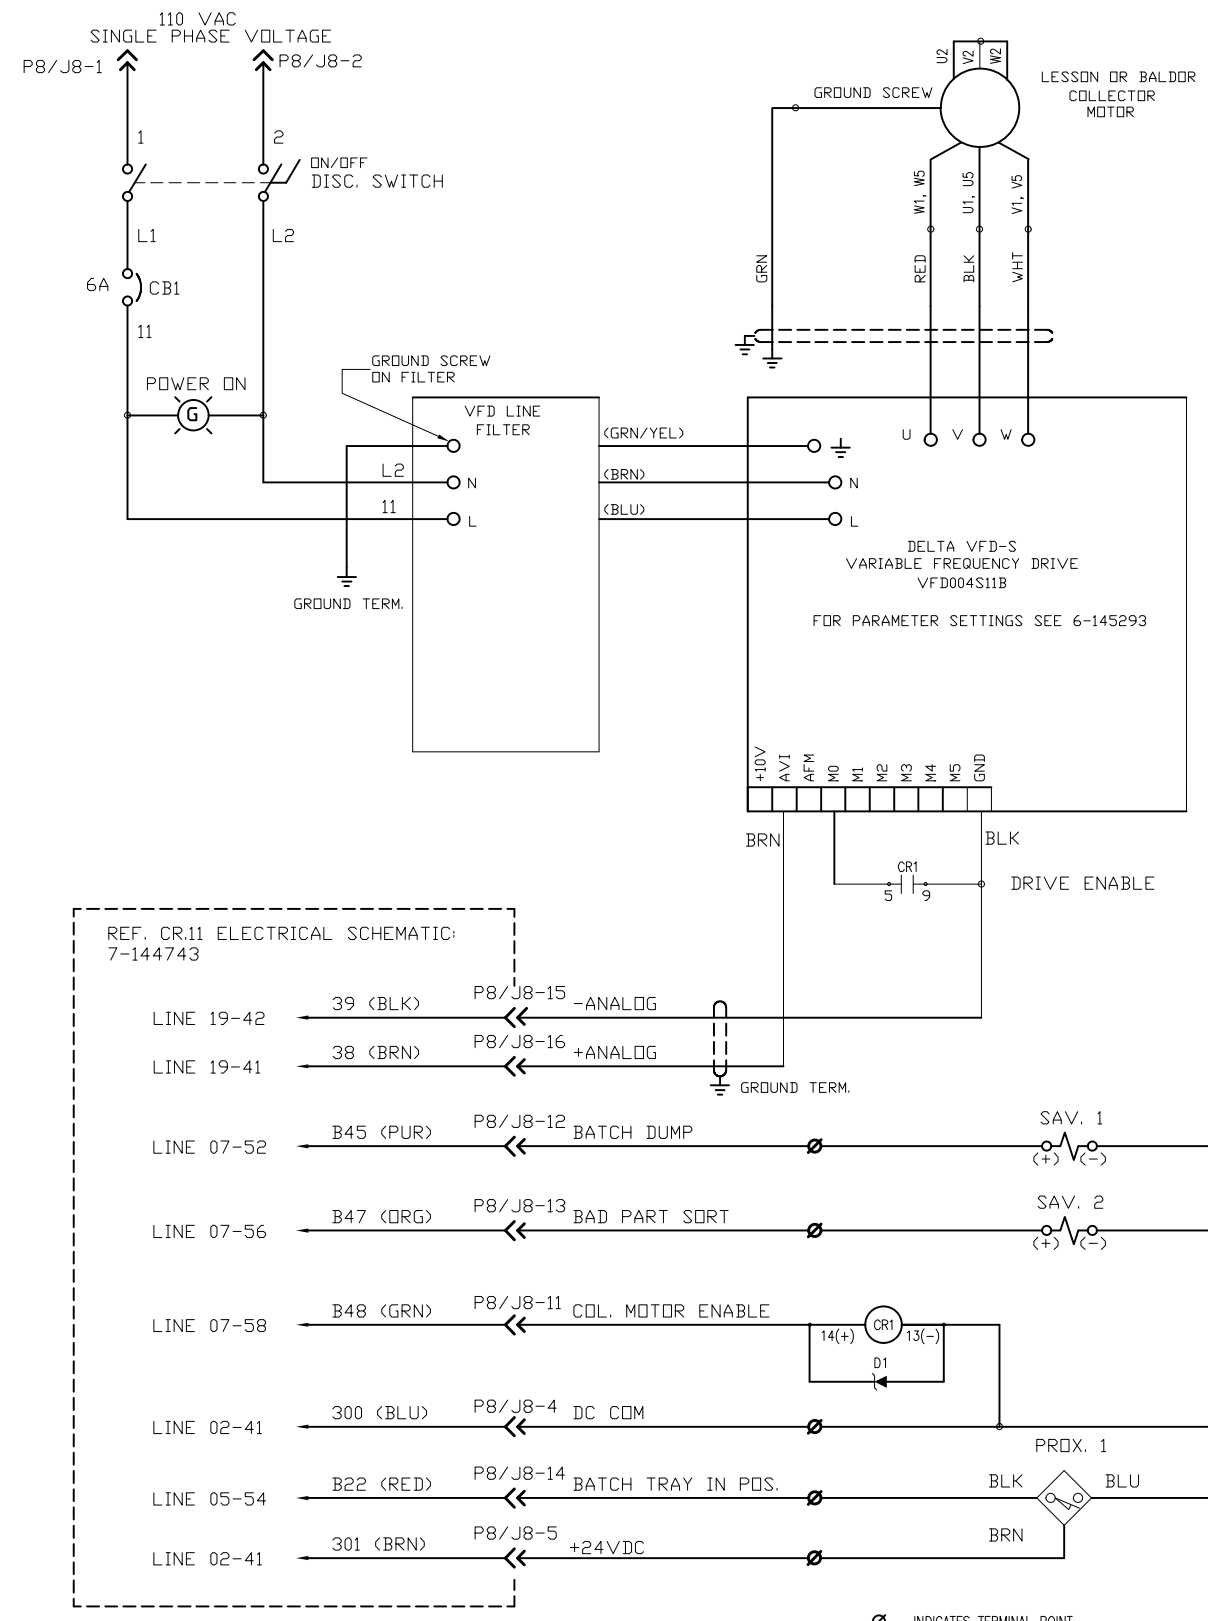 110 VAC
SINGLE PHASE VOLTAGE
P8/J8-1
P8/J8-2
1
2
ON/OFF
DISC. SWITCH
L1
L2
6A
CB1
11
POWER ON
G
GROUND SCREW
ON FILTER
VFD LINE
FILTER
L2
N
11
L
GROUND TERM.
(GRN/YEL)
(BRN)
(BLU)
U2
V2
W2
LESSON OR BALDOR
COLLECTOR
MOTOR
GROUND SCREW
W1, W5
U1, U5
V1, V5
GRN
RED
BLK
WHT
U
V
W
N
L
DELTA VFD-S
VARIABLE FREQUENCY DRIVE
VFD004S11B
FOR PARAMETER SETTINGS SEE 6-145293
+10V
AVI
AFM
M0
M1
M2
M3
M4
M5
GND
BRN
BLK
CR1
5
9
DRIVE ENABLE
REF. CR.11 ELECTRICAL SCHEMATIC:
7-144743
LINE 19-42
39 (BLK)
P8/J8-15
-ANALOG
LINE 19-41
38 (BRN)
P8/J8-16
+ANALOG
GROUND TERM.
LINE 07-52
B45 (PUR)
P8/J8-12
BATCH DUMP
SAV. 1
(+)
(-)
LINE 07-56
B47 (ORG)
P8/J8-13
BAD PART SORT
SAV. 2
(+)
(-)
LINE 07-58
B48 (GRN)
P8/J8-11
COL. MOTOR ENABLE
14(+)
CR1
13(-)
D1
LINE 02-41
300 (BLU)
P8/J8-4
DC COM
PROX. 1
LINE 05-54
B22 (RED)
P8/J8-14
BATCH TRAY IN POS.
BLK
BLU
BRN
LINE 02-41
301 (BRN)
P8/J8-5
+24VDC
INDICATES TERMINAL POINT